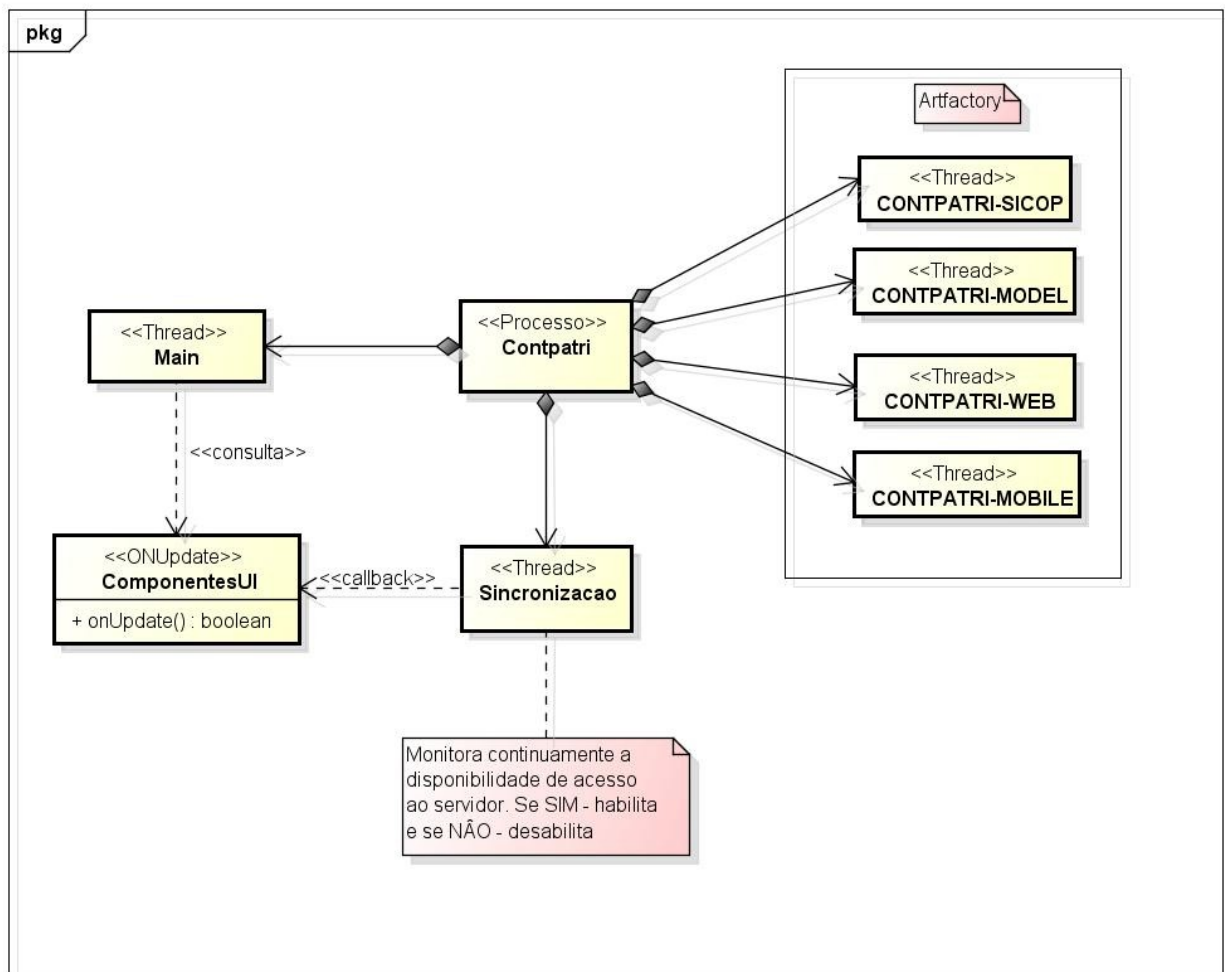 pkg
Artfactory
<<Thread>>
CONTPATRI-SICOP
<<Thread>>
CONTPATRI-MODEL
<<Processo>>
Contpatri
<<Thread>>
Main
<<Thread>>
CONTPATRI-WEB
<<consulta>>
<<Thread>>
CONTPATRI-MOBILE
<<ONUpdate>>
ComponentesUI
+ onUpdate() : boolean
<<callback>>
<<Thread>>
Sincronizacao
Monitora continuamente a
disponibilidade de acesso
ao servidor. Se SIM - habilita
e se NÂO - desabilita